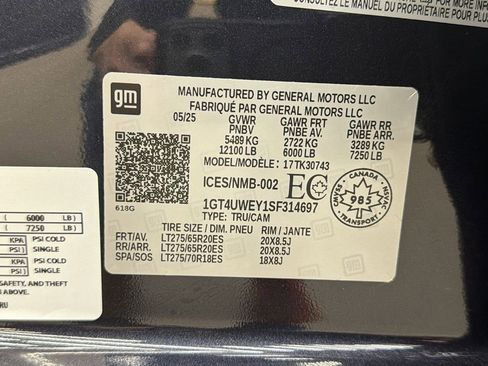 CONSULTEZ LE MANUEL DU PROPRIÉTAIRE POUR PLUS
gm
MANUFACTURED BY GENERAL MOTORS LLC
FABRIQUÉ PAR GENERAL MOTORS LLC
05/25 GVWR GAWR FRT GAWR RR
PNBV PNBE AV. PNBE ARR.
5489 KG 2722 KG 3289 KG
12100 LB 6000 LB 7250 LB
MODEL/MODÈLE: 17TK30743
ICES/NMB-002 EC
CANADA
985
NSVAC
618G
1GT4UWEY1SF314697
TYPE: TRU/CAM
TIRE SIZE / DIM. PNEU RIM / JANTE
FRT/AV. LT275/65R20ES 20X8.5J
RR/ARR. LT275/65R20ES 20X8.5J
SPA/SOS LT275/70R18ES 18X8J
( 6000 LB)
( 7250 LB)
KPA PSI COLD
PSI) SINGLE
KPA PSI COLD
PSI) SINGLE
SAFETY, AND THEFT
ABOVE.
RU